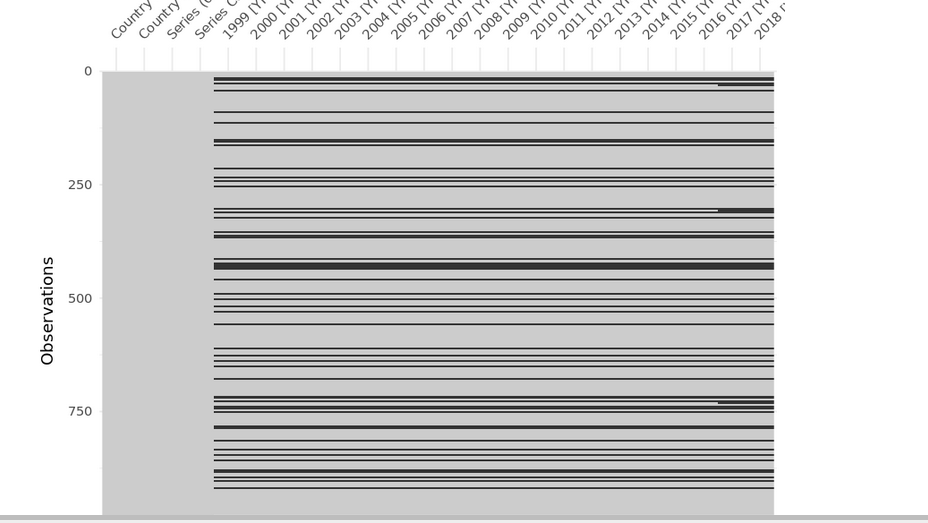 Country
Country
Series (
Series C
1999 [Y
2000 [Y
2001 [Y
2002 [Y
2003 [Y
2004 [Y
2005 [Y
2006 [Y
2007 [Y
2008 [Y
2009 [Y
2010 [Y
2011 [Y
2012 [Y
2013 [Y
2014 [Y
2015 [Y
2016 [Y
2017 [Y
2018 [
0
250
500
750
Observations